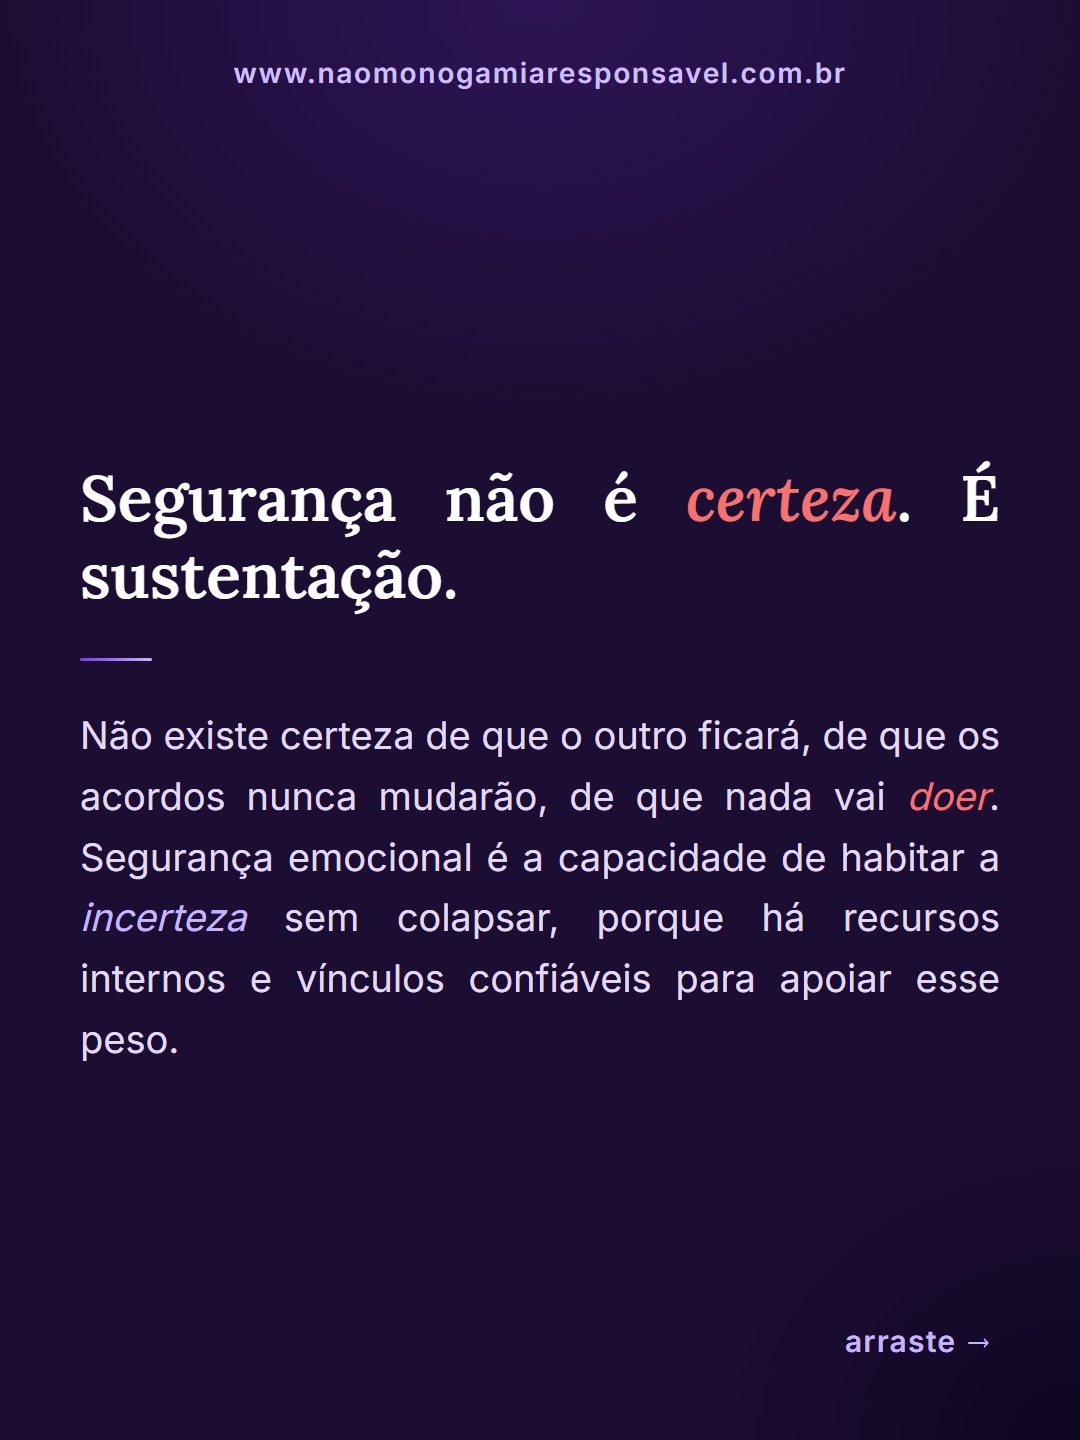 www.naomonogamiaresponsavel.com.br
Segurança não é certeza. É
sustentação.
Não existe certeza de que o outro ficará, de que os
acordos nunca mudarão, de que nada vai doer.
Segurança emocional é a capacidade de habitar a
incerteza sem colapsar, porque há recursos
internos e vínculos confiáveis para apoiar esse
peso.
arraste →